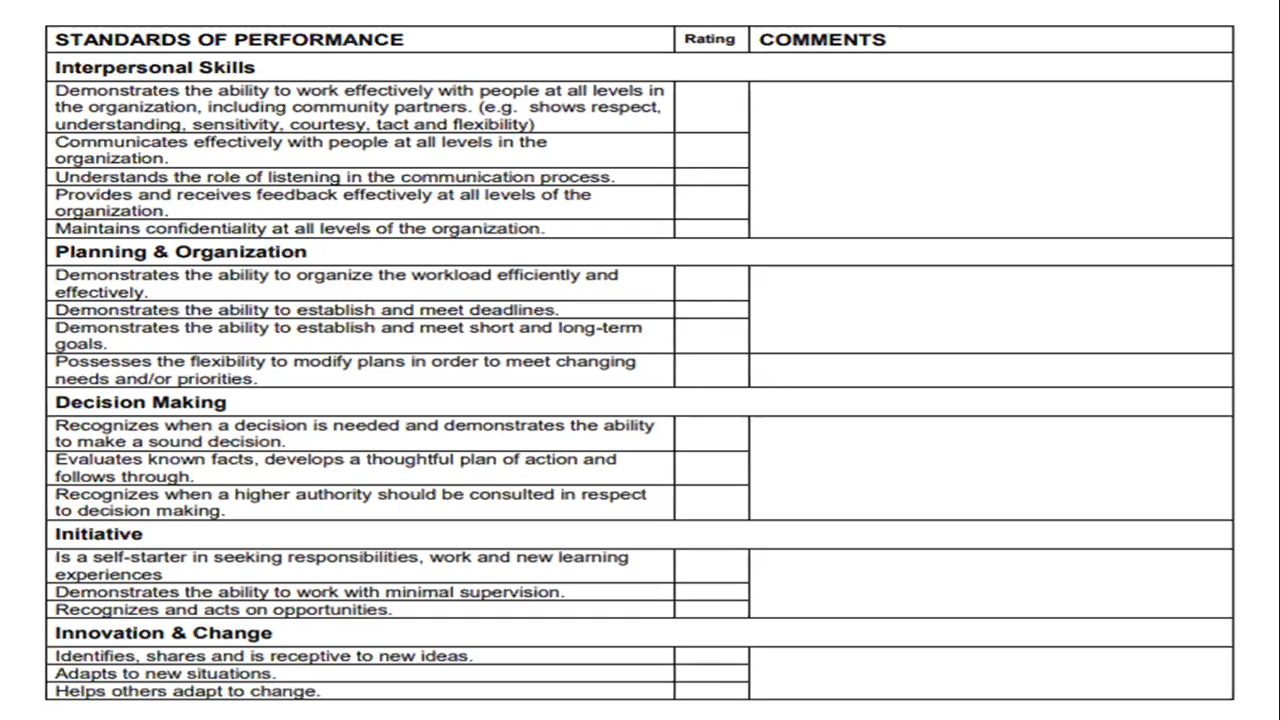 STANDARDS OF PERFORMANCE Rating COMMENTS
Interpersonal Skills
Demonstrates the ability to work effectively with people at all levels in
the organization, including community partners. (e.g. shows respect,
understanding, sensitivity, courtesy, tact and flexibility)
Communicates effectively with people at all levels in the
organization.
Understands the role of listening in the communication process.
Provides and receives feedback effectively at all levels of the
organization.
Maintains confidentiality at all levels of the organization.
Planning & Organization
Demonstrates the ability to organize the workload efficiently and
effectively.
Demonstrates the ability to establish and meet deadlines.
Demonstrates the ability to establish and meet short and long-term
goals.
Possesses the flexibility to modify plans in order to meet changing
needs and/or priorities.
Decision Making
Recognizes when a decision is needed and demonstrates the ability
to make a sound decision.
Evaluates known facts, develops a thoughtful plan of action and
follows through.
Recognizes when a higher authority should be consulted in respect
to decision making.
Initiative
Is a self-starter in seeking responsibilities, work and new learning
experiences
Demonstrates the ability to work with minimal supervision.
Recognizes and acts on opportunities.
Innovation & Change
Identifies, shares and is receptive to new ideas.
Adapts to new situations.
Helps others adapt to change.